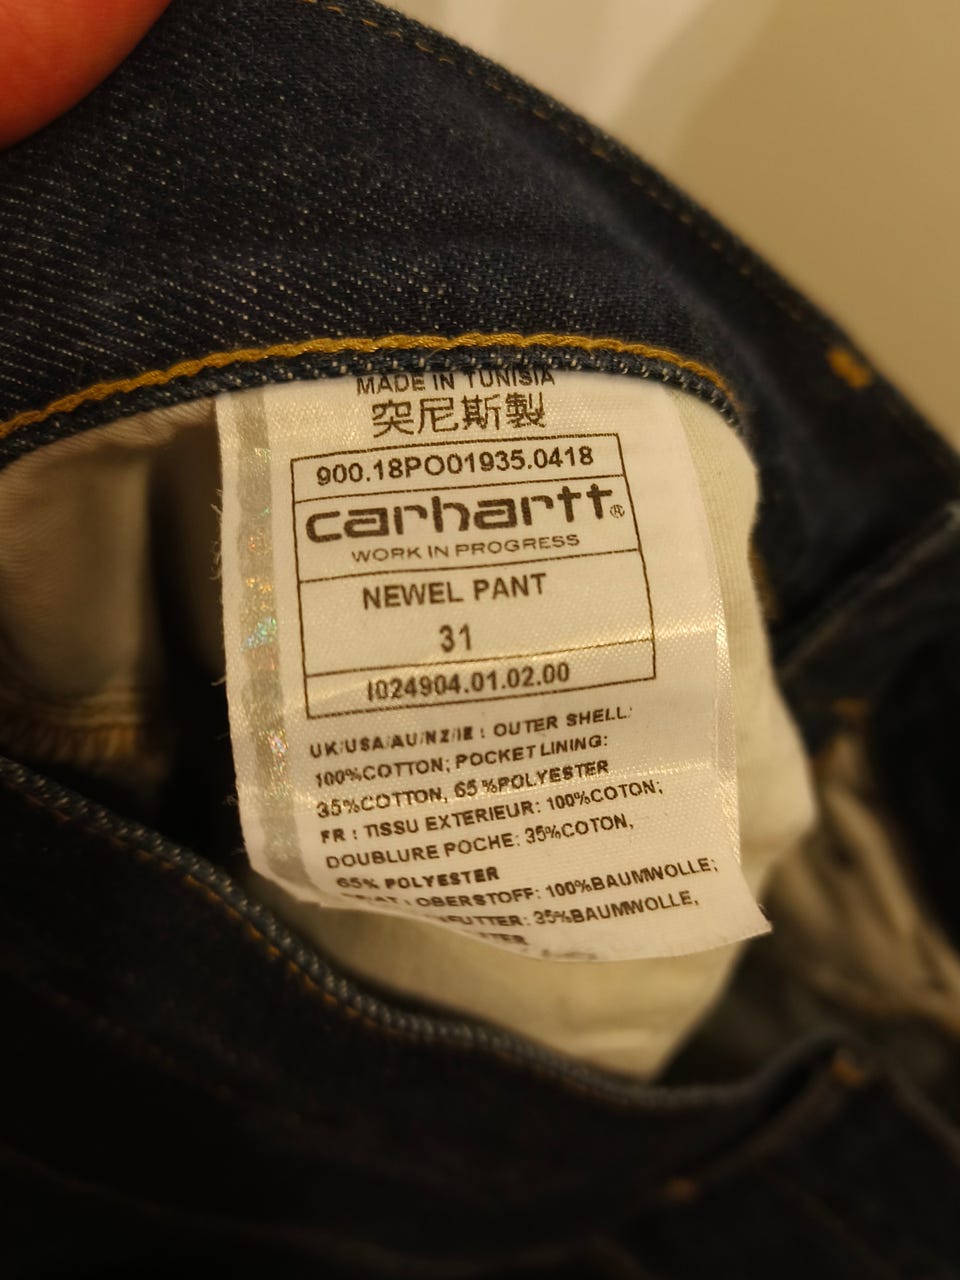 MADE IN TUNISIA
突尼斯製
900.18PO01935.0418
carhartt®
WORK IN PROGRESS
NEWEL PANT
31
I024904.01.02.00
UK/USA/AU/NZ/IE : OUTER SHELL:
100%COTTON; POCKET LINING:
35%COTTON, 65%POLYESTER
FR : TISSU EXTERIEUR: 100%COTON;
DOUBLURE POCHE: 35%COTON,
65% POLYESTER
OBERSTOFF: 100%BAUMWOLLE;
35%BAUMWOLLE,